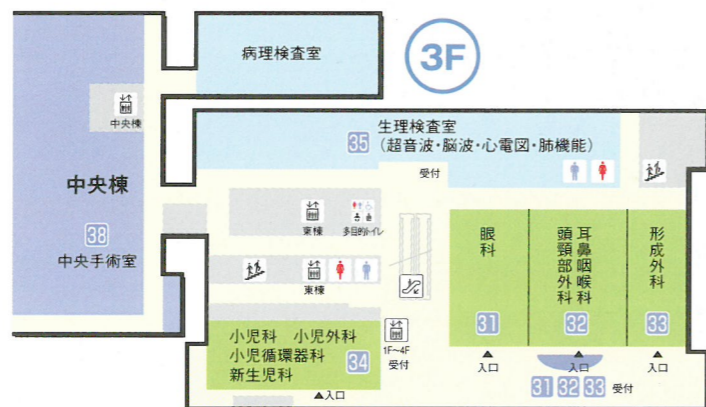 病理検査室
3F
中央棟
中央棟
38
中央手術室
35
生理検査室
(超音波・脳波・心電図・肺機能)
受付
東棟
多目的トイレ
東棟
眼科
31
耳鼻咽喉科
頭頸部外科
32
形成外科
33
小児科 小児外科
小児循環器科
新生児科
34
1F~4F
受付
▲入口
▲
入口
▲
入口
▲
入口
31 32 33 受付